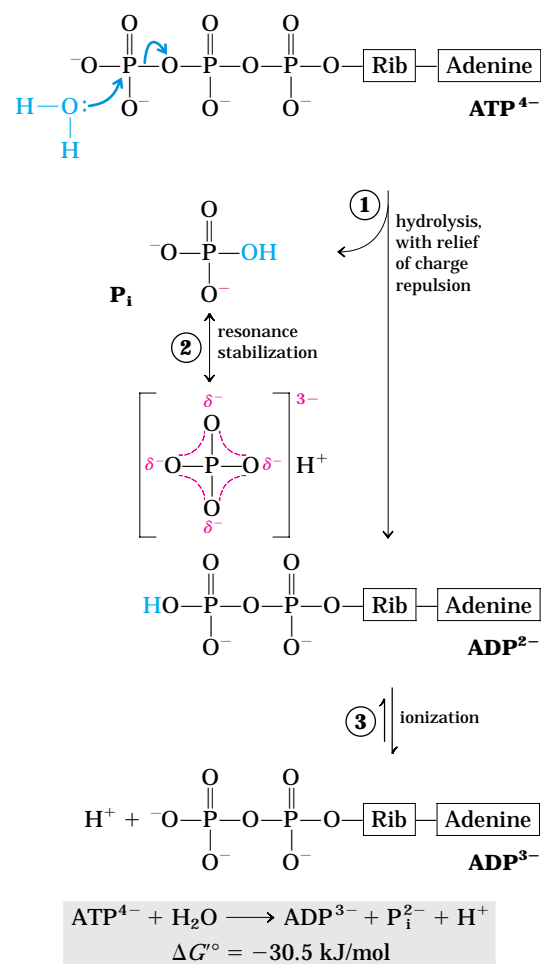 O O O
⁻O—P—O—P—O—P—O—Rib—Adenine
O⁻ O⁻ O⁻
H—O:
H
ATP⁴⁻
① hydrolysis,
with relief
of charge
repulsion
O
⁻O—P—OH
O⁻
Pᵢ
② resonance
stabilization
3−
δ⁻
O
δ⁻O—P—Oδ⁻ H⁺
O
δ⁻
O O
HO—P—O—P—O—Rib—Adenine
O⁻ O⁻
ADP²⁻
③ ionization
O O
H⁺ + ⁻O—P—O—P—O—Rib—Adenine
O⁻ O⁻
ADP³⁻
ATP⁴⁻ + H₂O ⟶ ADP³⁻ + Pᵢ²⁻ + H⁺
ΔG′° = −30.5 kJ/mol